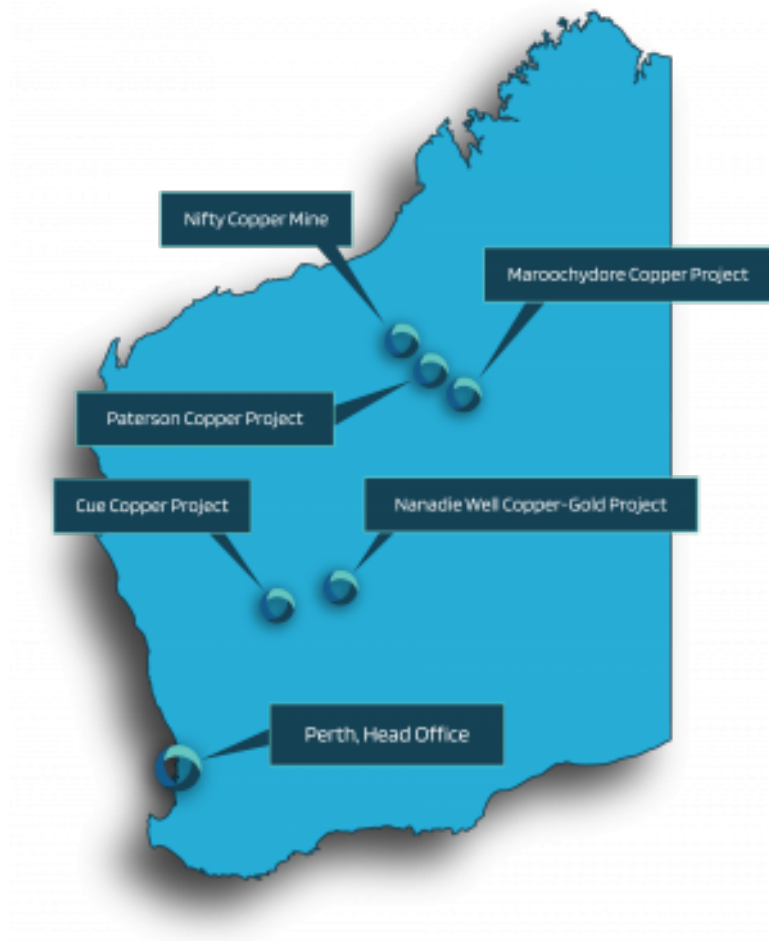 Nifty Copper Mine
Maroochydore Copper Project
Paterson Copper Project
Cue Copper Project
Nanadie Well Copper-Gold Project
Perth, Head Office